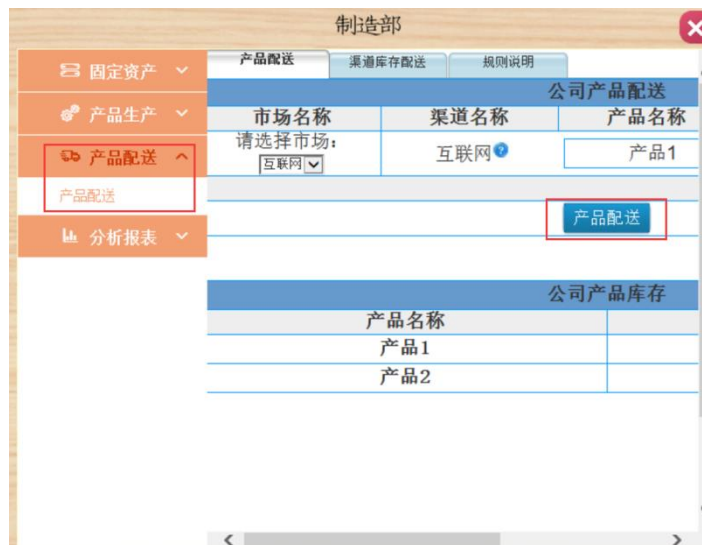 制造部
固定资产
产品生产
产品配送
产品配送
分析报表
产品配送 渠道库存配送 规则说明
公司产品配送
市场名称 渠道名称 产品名称
请选择市场:
互联网
互联网 产品1
产品配送
公司产品库存
产品名称
产品1
产品2